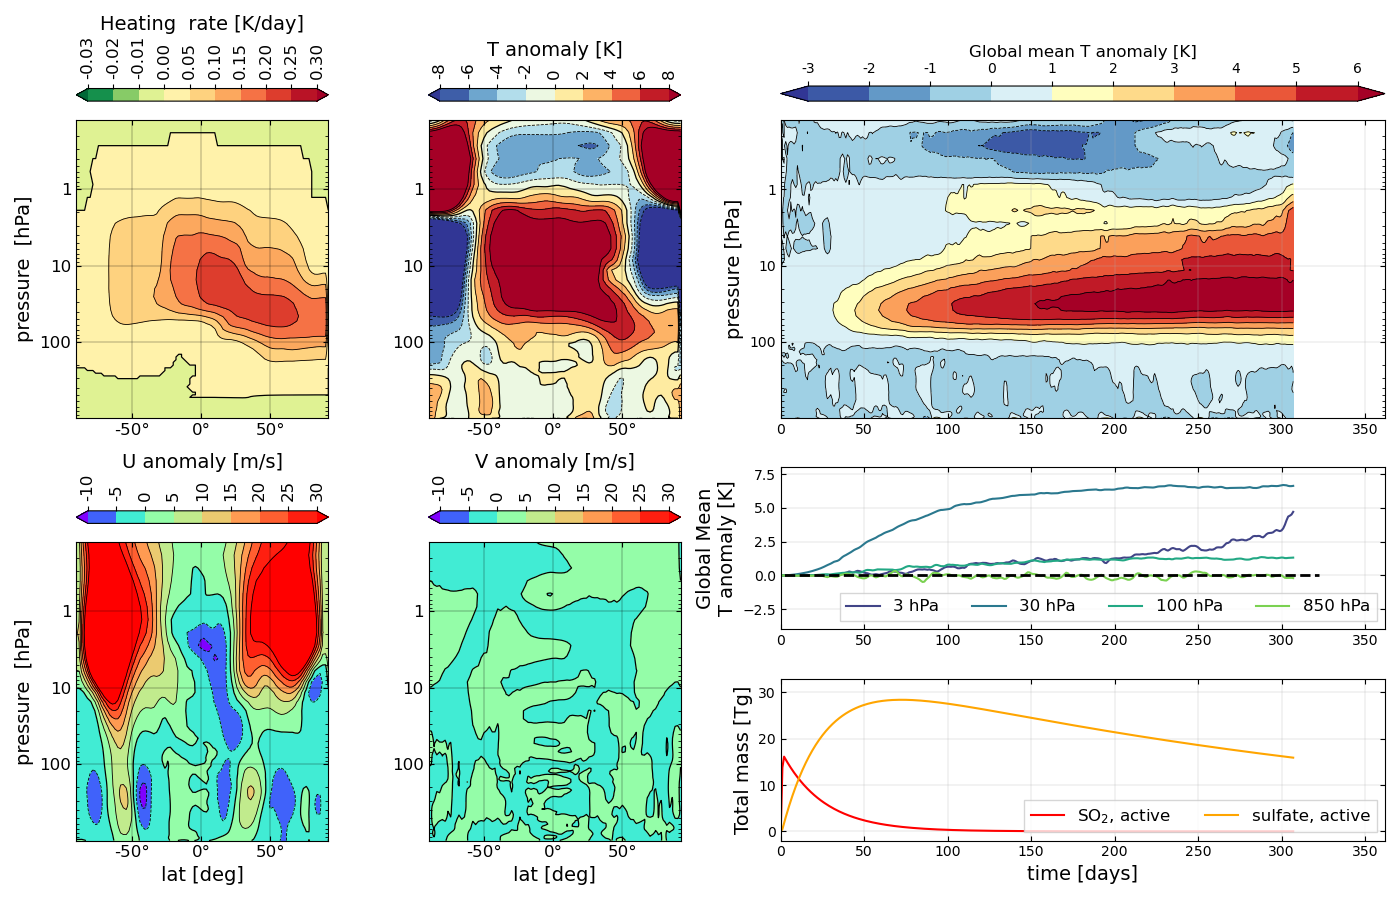 Heating  rate [K/day]
-0.03 -0.02 -0.01 0.00 0.05 0.10 0.15 0.20 0.25 0.30
pressure  [hPa]
1
10
100
-50° 0° 50°
T anomaly [K]
-8 -6 -4 -2 0 2 4 6 8
1
10
100
-50° 0° 50°
Global mean T anomaly [K]
-3 -2 -1 0 1 2 3 4 5 6
pressure [hPa]
1
10
100
0 50 100 150 200 250 300 350
U anomaly [m/s]
-10 -5 0 5 10 15 20 25 30
pressure  [hPa]
1
10
100
-50° 0° 50°
lat [deg]
V anomaly [m/s]
-10 -5 0 5 10 15 20 25 30
1
10
100
-50° 0° 50°
lat [deg]
Global Mean
T anomaly [K]
7.5
5.0
2.5
0.0
−2.5
3 hPa 30 hPa 100 hPa 850 hPa
0 50 100 150 200 250 300 350
Total mass [Tg]
30
20
10
0
SO₂, active sulfate, active
0 50 100 150 200 250 300 350
time [days]